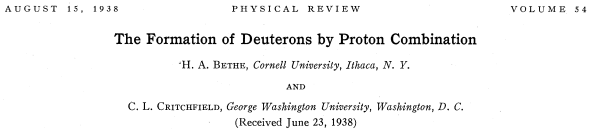 AUGUST 15, 1938 PHYSICAL REVIEW VOLUME 54
The Formation of Deuterons by Proton Combination
H. A. BETHE, Cornell University, Ithaca, N. Y.
AND
C. L. CRITCHFIELD, George Washington University, Washington, D. C.
(Received June 23, 1938)